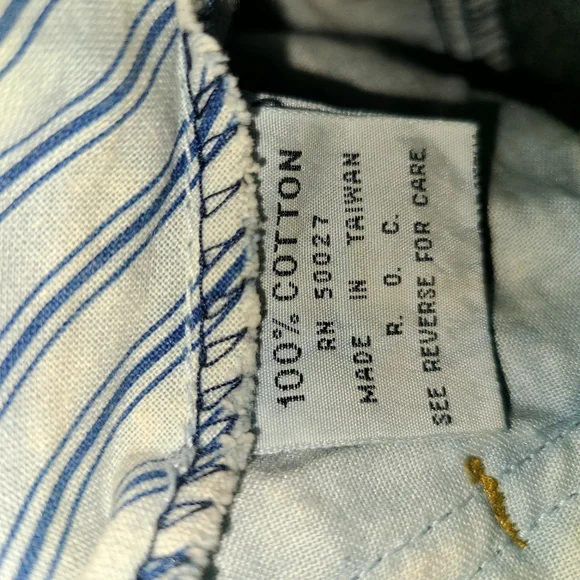 100% COTTON
RN 50027
MADE IN TAIWAN
R. O. C.
SEE REVERSE FOR CARE